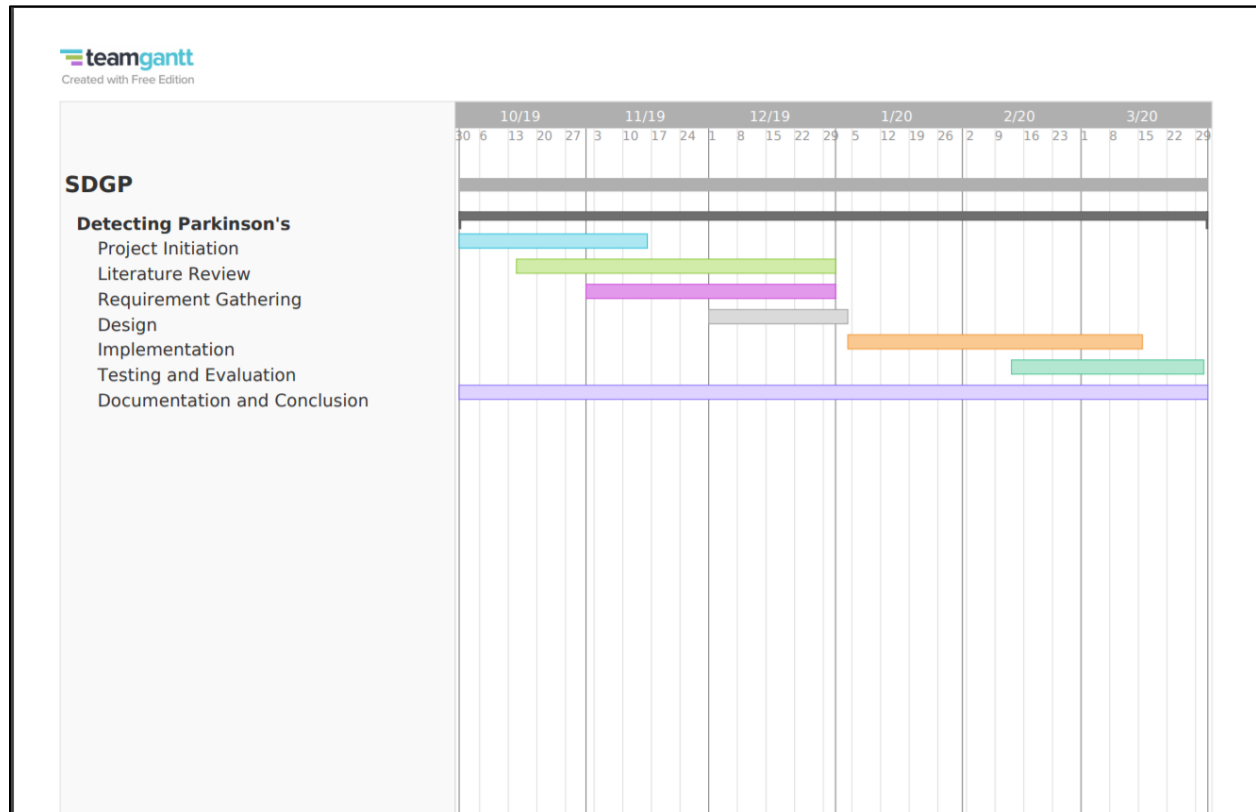 teamgantt
Created with Free Edition
10/19 11/19 12/19 1/20 2/20 3/20
30 6 13 20 27 3 10 17 24 1 8 15 22 29 5 12 19 26 2 9 16 23 1 8 15 22 29
SDGP
Detecting Parkinson's
Project Initiation
Literature Review
Requirement Gathering
Design
Implementation
Testing and Evaluation
Documentation and Conclusion